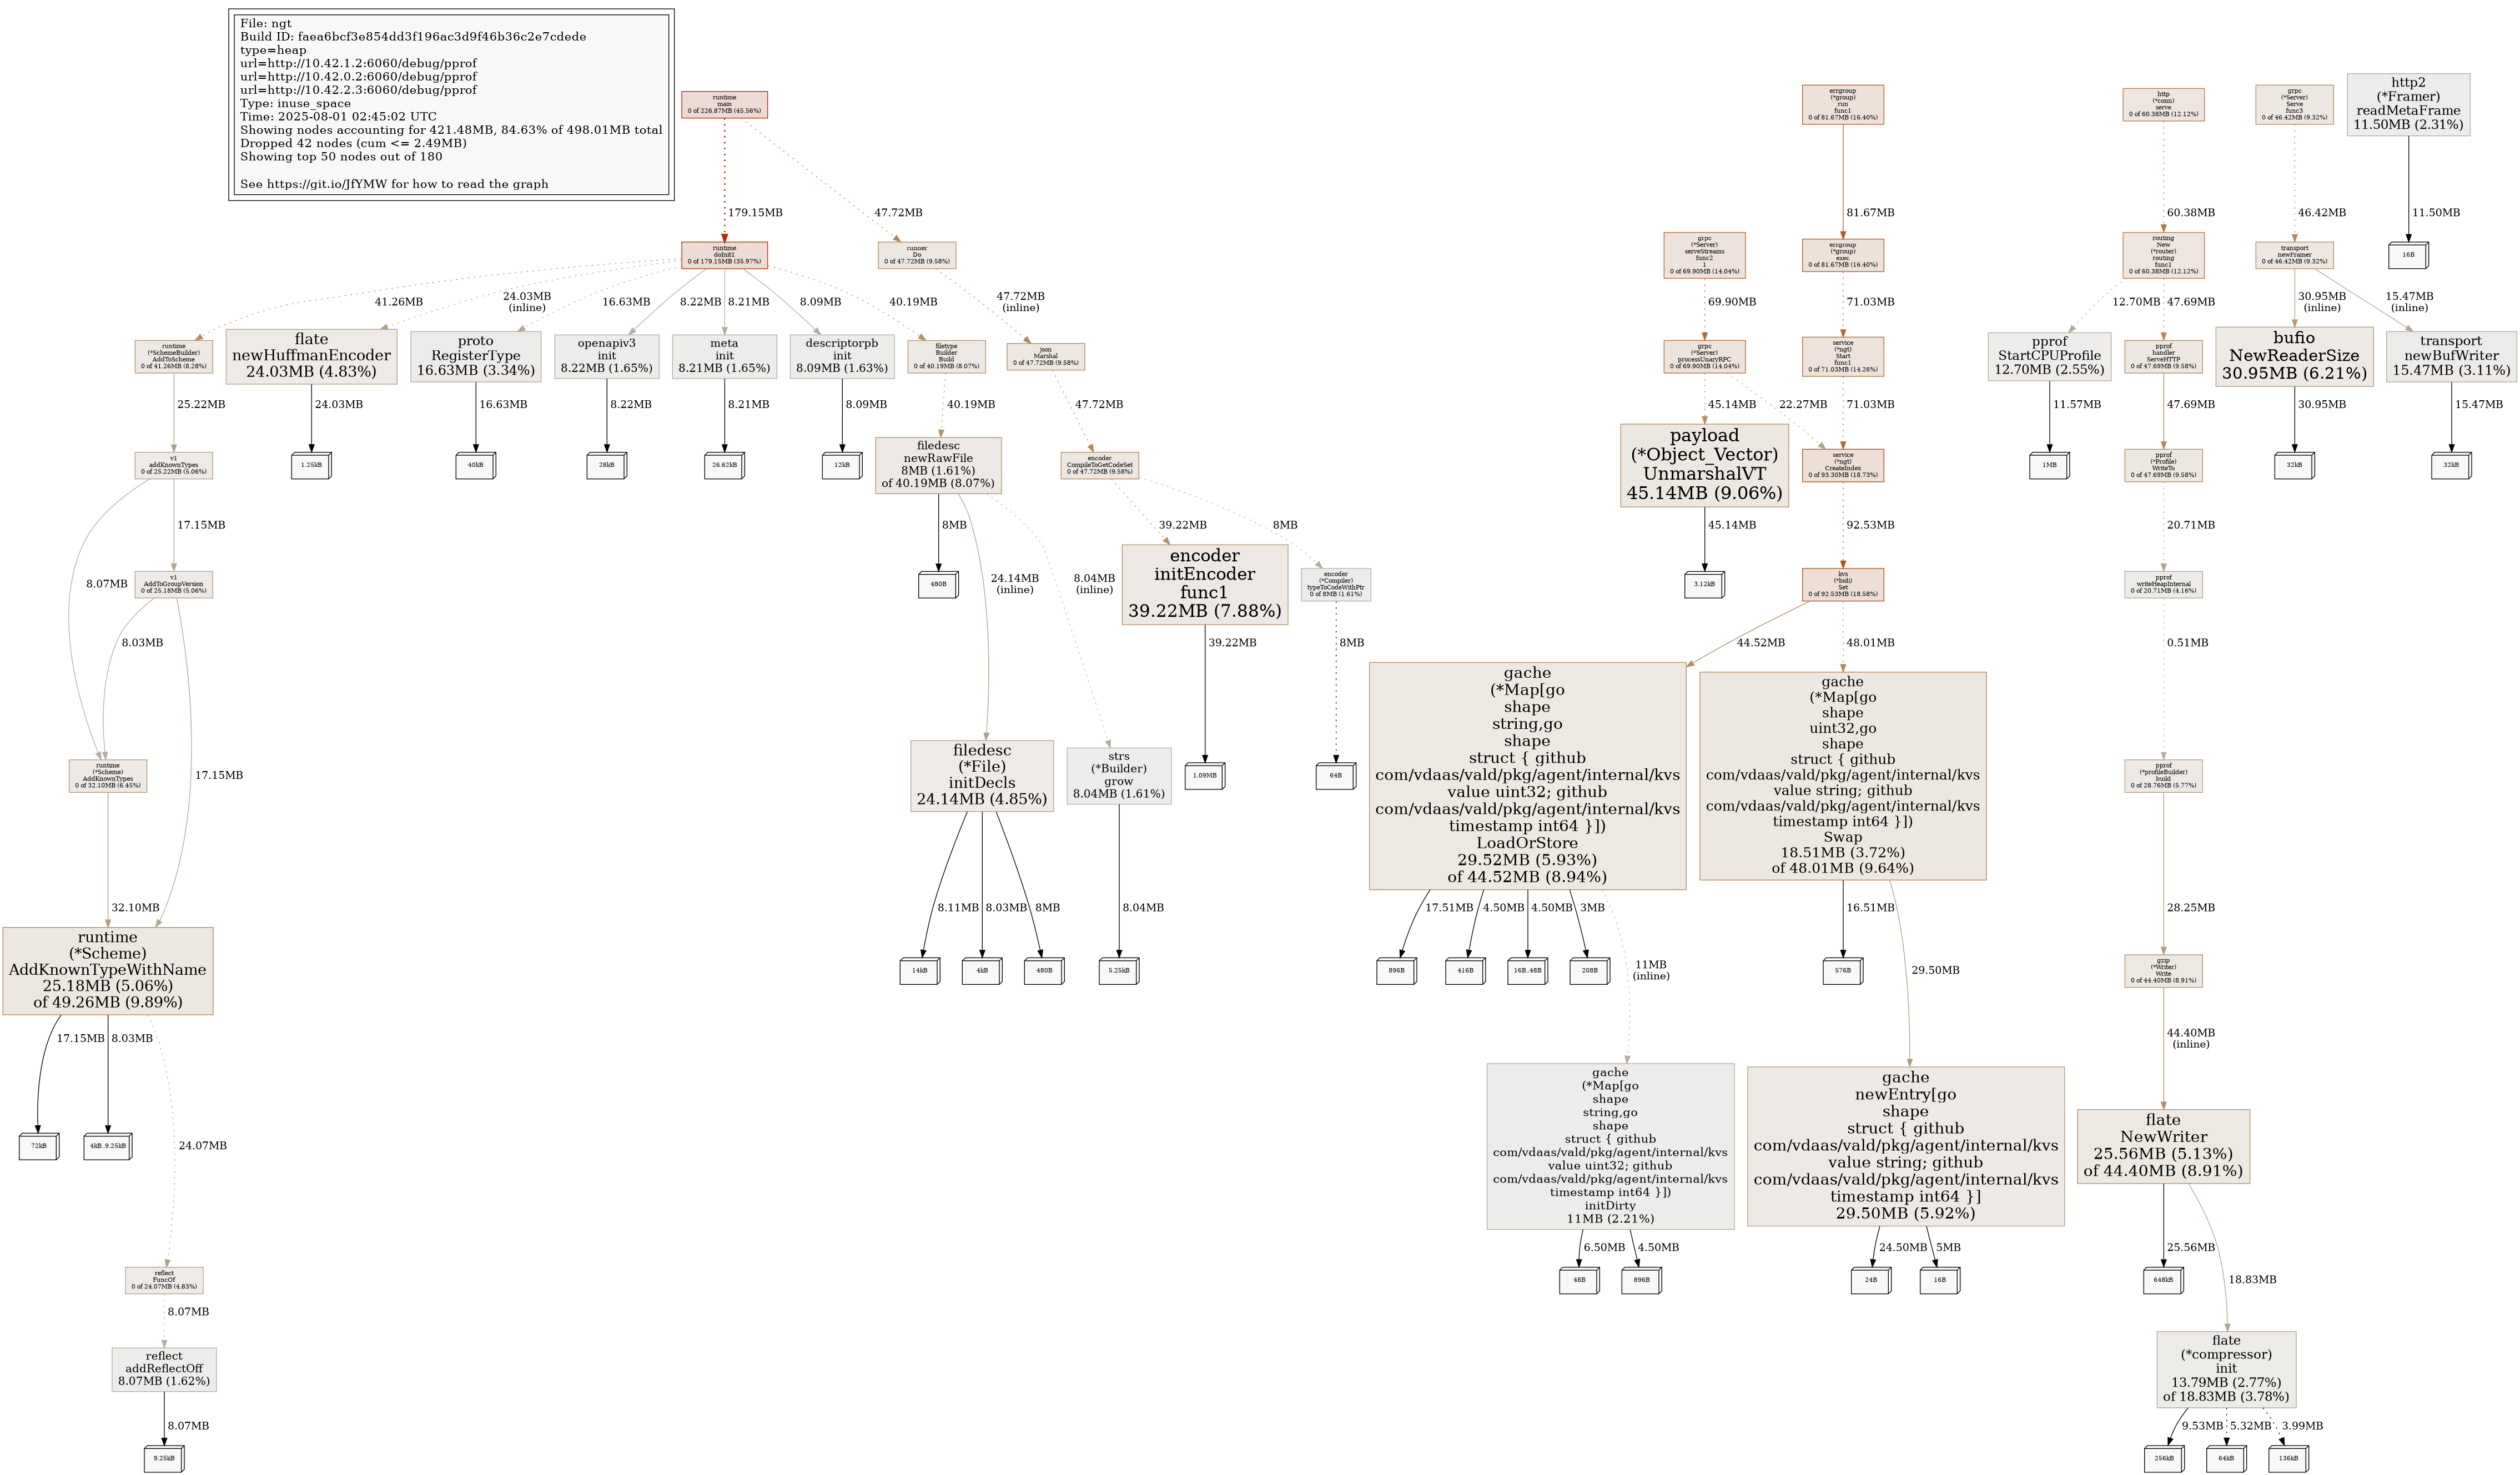 File: ngt
Build ID: faea6bcf3e854dd3f196ac3d9f46b36c2e7cdede
type=heap
url=http://10.42.1.2:6060/debug/pprof
url=http://10.42.0.2:6060/debug/pprof
url=http://10.42.2.3:6060/debug/pprof
Type: inuse_space
Time: 2025-08-01 02:45:02 UTC
Showing nodes accounting for 421.48MB, 84.63% of 498.01MB total
Dropped 42 nodes (cum <= 2.49MB)
Showing top 50 nodes out of 180
See https://git.io/JfYMW for how to read the graph
runtime
main
0 of 226.87MB (45.56%)
errgroup
(*group)
run
func1
0 of 81.67MB (16.40%)
http
(*conn)
serve
0 of 60.38MB (12.12%)
grpc
(*Server)
Serve
func3
0 of 46.42MB (9.32%)
http2
(*Framer)
readMetaFrame
11.50MB (2.31%)
179.15MB
47.72MB
81.67MB
60.38MB
46.42MB
11.50MB
runtime
doInit1
0 of 179.15MB (35.97%)
runner
Do
0 of 47.72MB (9.58%)
grpc
(*Server)
serveStreams
func2
1
0 of 69.90MB (14.04%)
errgroup
(*group)
exec
0 of 81.67MB (16.40%)
routing
New
(*router)
routing
func1
0 of 60.38MB (12.12%)
transport
newFramer
0 of 46.42MB (9.32%)
16B
41.26MB
24.03MB
(inline)
16.63MB
8.22MB
8.21MB
8.09MB
40.19MB
47.72MB
(inline)
69.90MB
71.03MB
12.70MB
47.69MB
30.95MB
(inline)
15.47MB
(inline)
runtime
(*SchemeBuilder)
AddToScheme
0 of 41.26MB (8.28%)
flate
newHuffmanEncoder
24.03MB (4.83%)
proto
RegisterType
16.63MB (3.34%)
openapiv3
init
8.22MB (1.65%)
meta
init
8.21MB (1.65%)
descriptorpb
init
8.09MB (1.63%)
filetype
Builder
Build
0 of 40.19MB (8.07%)
json
Marshal
0 of 47.72MB (9.58%)
grpc
(*Server)
processUnaryRPC
0 of 69.90MB (14.04%)
service
(*ngt)
Start
func1
0 of 71.03MB (14.26%)
pprof
StartCPUProfile
12.70MB (2.55%)
pprof
handler
ServeHTTP
0 of 47.69MB (9.58%)
bufio
NewReaderSize
30.95MB (6.21%)
transport
newBufWriter
15.47MB (3.11%)
25.22MB
24.03MB
16.63MB
8.22MB
8.21MB
8.09MB
40.19MB
47.72MB
45.14MB
22.27MB
71.03MB
11.57MB
47.69MB
30.95MB
15.47MB
v1
addKnownTypes
0 of 25.22MB (5.06%)
1.25kB
40kB
28kB
26.62kB
12kB
filedesc
newRawFile
8MB (1.61%)
of 40.19MB (8.07%)
encoder
CompileToGetCodeSet
0 of 47.72MB (9.58%)
payload
(*Object_Vector)
UnmarshalVT
45.14MB (9.06%)
service
(*ngt)
CreateIndex
0 of 93.30MB (18.73%)
1MB
pprof
(*Profile)
WriteTo
0 of 47.69MB (9.58%)
32kB
32kB
8.07MB
17.15MB
8MB
24.14MB
(inline)
8.04MB
(inline)
39.22MB
8MB
45.14MB
92.53MB
20.71MB
v1
AddToGroupVersion
0 of 25.18MB (5.06%)
480B
encoder
initEncoder
func1
39.22MB (7.88%)
encoder
(*Compiler)
typeToCodeWithPtr
0 of 8MB (1.61%)
3.12kB
kvs
(*bidi)
Set
0 of 92.53MB (18.58%)
pprof
writeHeapInternal
0 of 20.71MB (4.16%)
8.03MB
17.15MB
39.22MB
8MB
44.52MB
48.01MB
0.51MB
runtime
(*Scheme)
AddKnownTypes
0 of 32.10MB (6.45%)
filedesc
(*File)
initDecls
24.14MB (4.85%)
strs
(*Builder)
grow
8.04MB (1.61%)
1.09MB
64B
gache
(*Map[go
shape
string,go
shape
struct { github
com/vdaas/vald/pkg/agent/internal/kvs
value uint32; github
com/vdaas/vald/pkg/agent/internal/kvs
timestamp int64 }])
LoadOrStore
29.52MB (5.93%)
of 44.52MB (8.94%)
gache
(*Map[go
shape
uint32,go
shape
struct { github
com/vdaas/vald/pkg/agent/internal/kvs
value string; github
com/vdaas/vald/pkg/agent/internal/kvs
timestamp int64 }])
Swap
18.51MB (3.72%)
of 48.01MB (9.64%)
pprof
(*profileBuilder)
build
0 of 28.76MB (5.77%)
32.10MB
8.11MB
8.03MB
8MB
8.04MB
17.51MB
4.50MB
4.50MB
3MB
11MB
(inline)
16.51MB
29.50MB
28.25MB
runtime
(*Scheme)
AddKnownTypeWithName
25.18MB (5.06%)
of 49.26MB (9.89%)
14kB
4kB
480B
5.25kB
896B
416B
16B..48B
208B
576B
gzip
(*Writer)
Write
0 of 44.40MB (8.91%)
17.15MB
8.03MB
24.07MB
44.40MB
(inline)
72kB
4kB..9.25kB
gache
(*Map[go
shape
string,go
shape
struct { github
com/vdaas/vald/pkg/agent/internal/kvs
value uint32; github
com/vdaas/vald/pkg/agent/internal/kvs
timestamp int64 }])
initDirty
11MB (2.21%)
gache
newEntry[go
shape
struct { github
com/vdaas/vald/pkg/agent/internal/kvs
value string; github
com/vdaas/vald/pkg/agent/internal/kvs
timestamp int64 }]
29.50MB (5.92%)
flate
NewWriter
25.56MB (5.13%)
of 44.40MB (8.91%)
6.50MB
4.50MB
24.50MB
5MB
25.56MB
18.83MB
reflect
FuncOf
0 of 24.07MB (4.83%)
48B
896B
24B
16B
648kB
8.07MB
reflect
addReflectOff
8.07MB (1.62%)
flate
(*compressor)
init
13.79MB (2.77%)
of 18.83MB (3.78%)
8.07MB
9.53MB
5.32MB
3.99MB
9.25kB
256kB
64kB
136kB